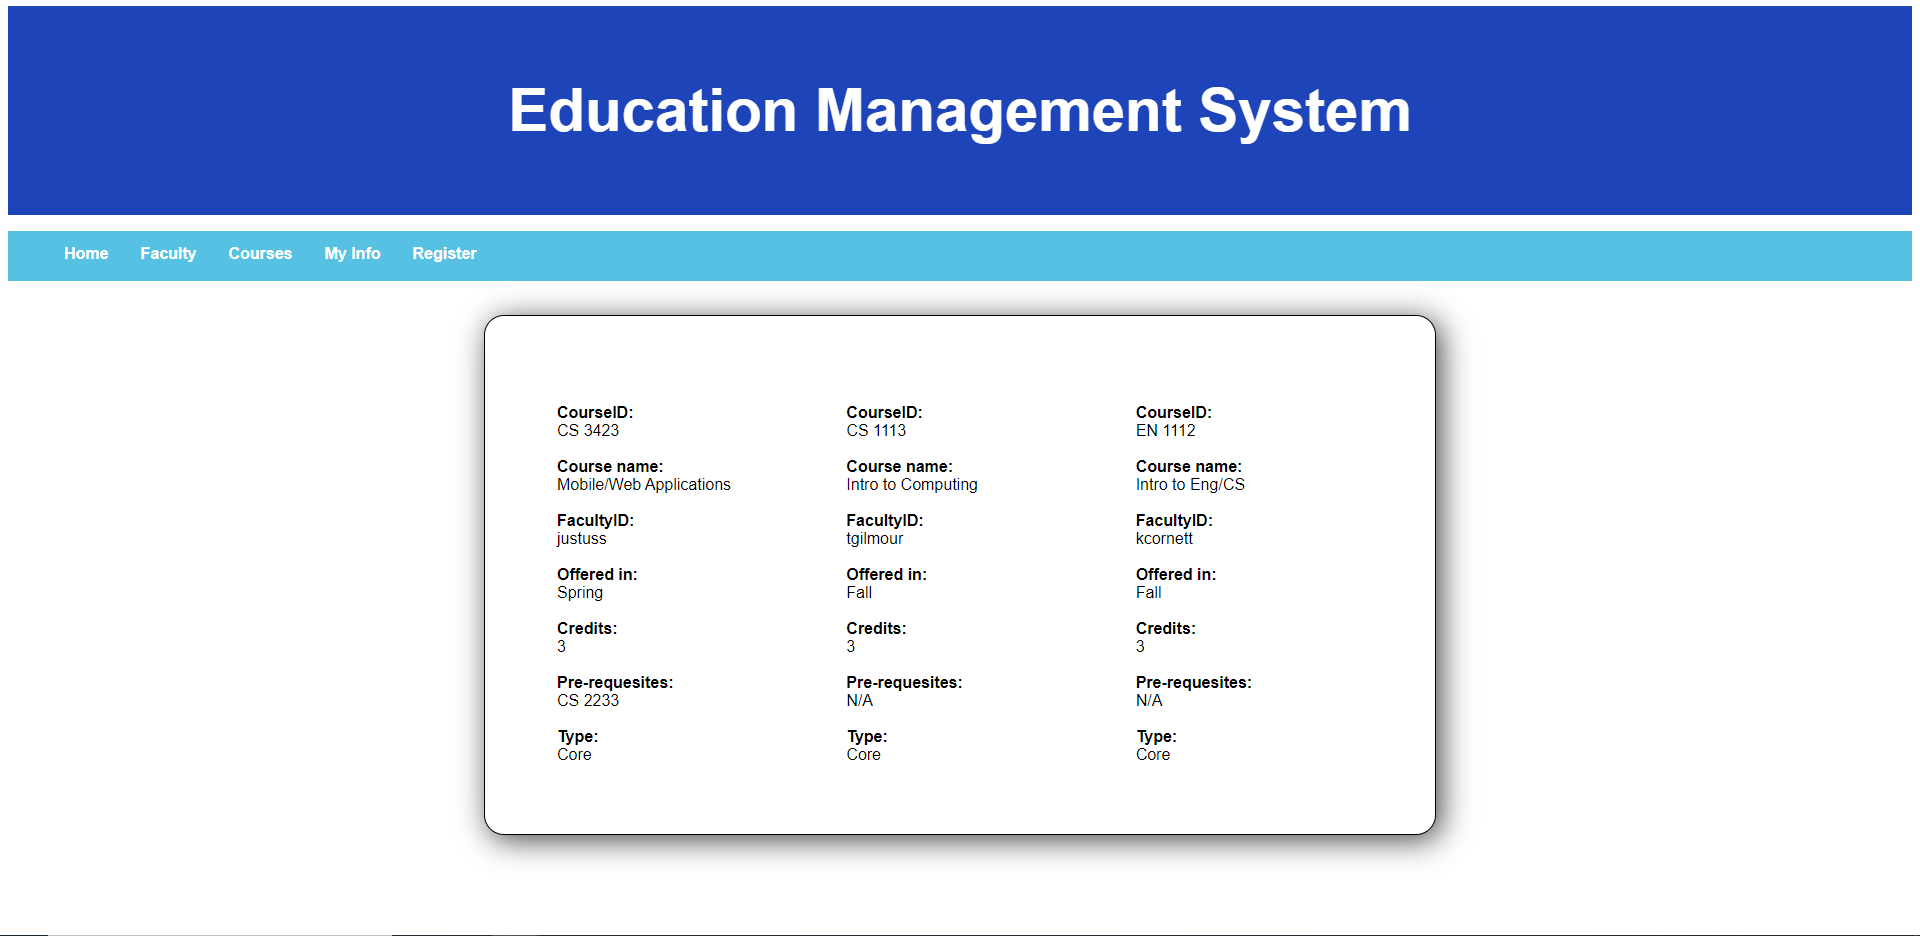 Education Management System
Home Faculty Courses My Info Register
CourseID:
CS 3423
Course name:
Mobile/Web Applications
FacultyID:
justuss
Offered in:
Spring
Credits:
3
Pre-requesites:
CS 2233
Type:
Core
CourseID:
CS 1113
Course name:
Intro to Computing
FacultyID:
tgilmour
Offered in:
Fall
Credits:
3
Pre-requesites:
N/A
Type:
Core
CourseID:
EN 1112
Course name:
Intro to Eng/CS
FacultyID:
kcornett
Offered in:
Fall
Credits:
3
Pre-requesites:
N/A
Type:
Core